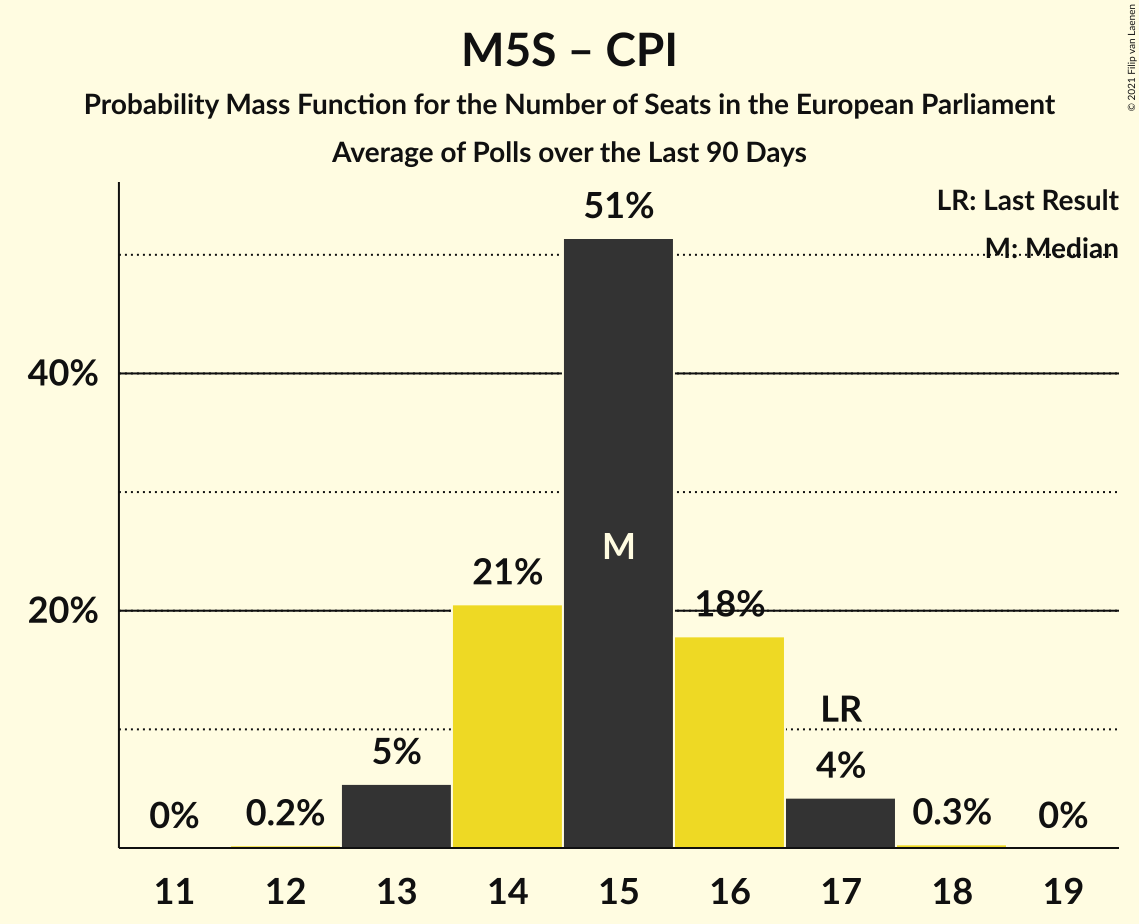 M5S – CPI
Probability Mass Function for the Number of Seats in the European Parliament
Average of Polls over the Last 90 Days
© 2021 Filip van Laenen
LR: Last Result
M: Median
51%
40%
M
21%
18%
20%
LR
5%
4%
0%
0.2%
0.3%
0%
11 12 13 14 15 16 17 18 19